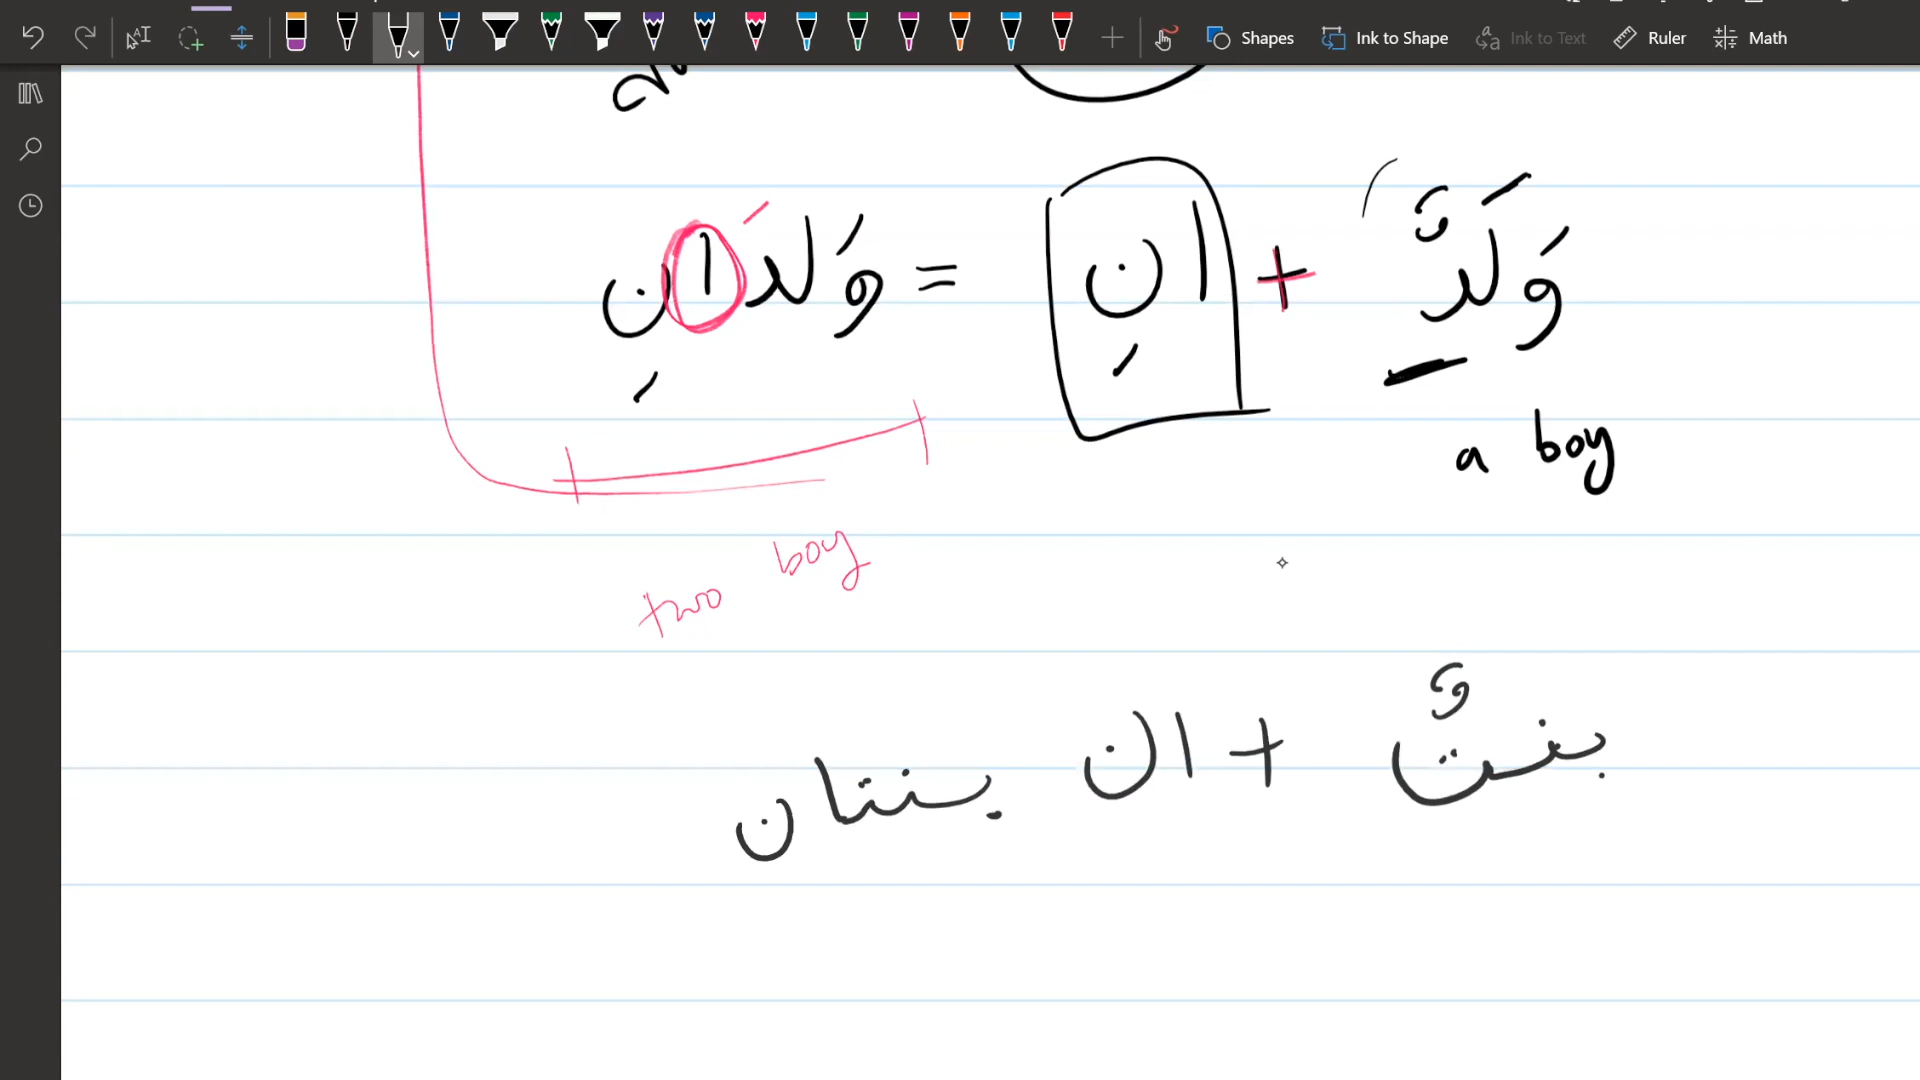 Shapes Ink to Shape Ink to Text Ruler Math
وَلَدٌ + انِ = وَلَدَانِ
a boy
two boy
بنتٌ + ان بنتان